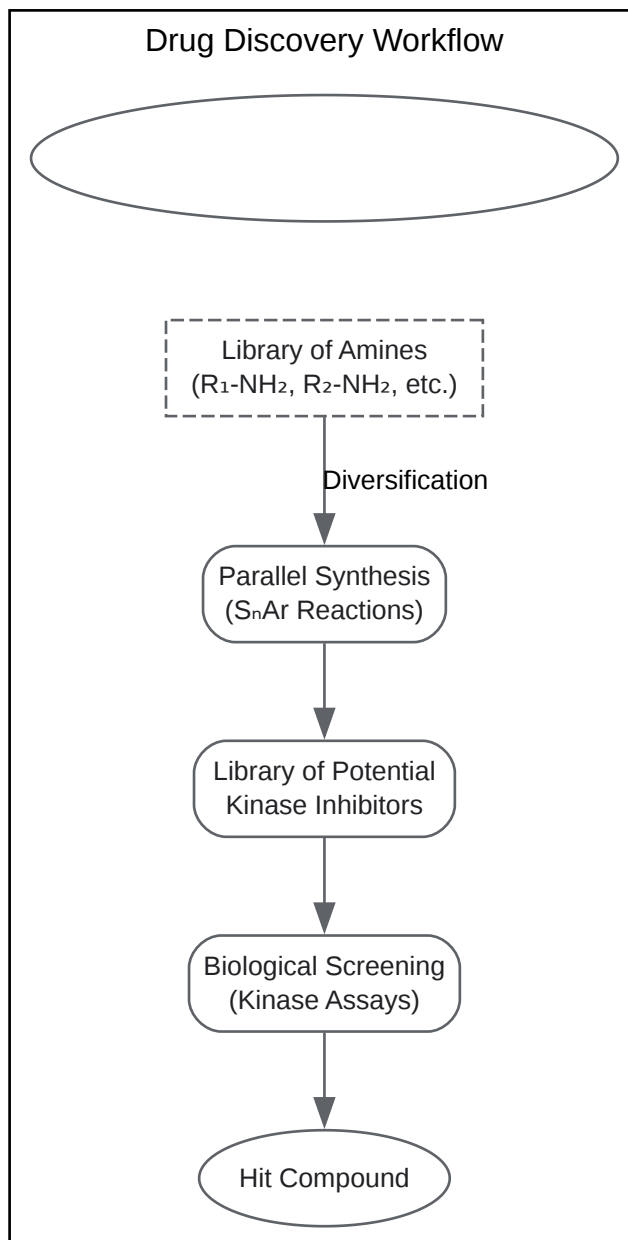 Drug Discovery Workflow
Library of Amines
(R₁-NH₂, R₂-NH₂, etc.)
Diversification
Parallel Synthesis
(SₙAr Reactions)
Library of Potential
Kinase Inhibitors
Biological Screening
(Kinase Assays)
Hit Compound